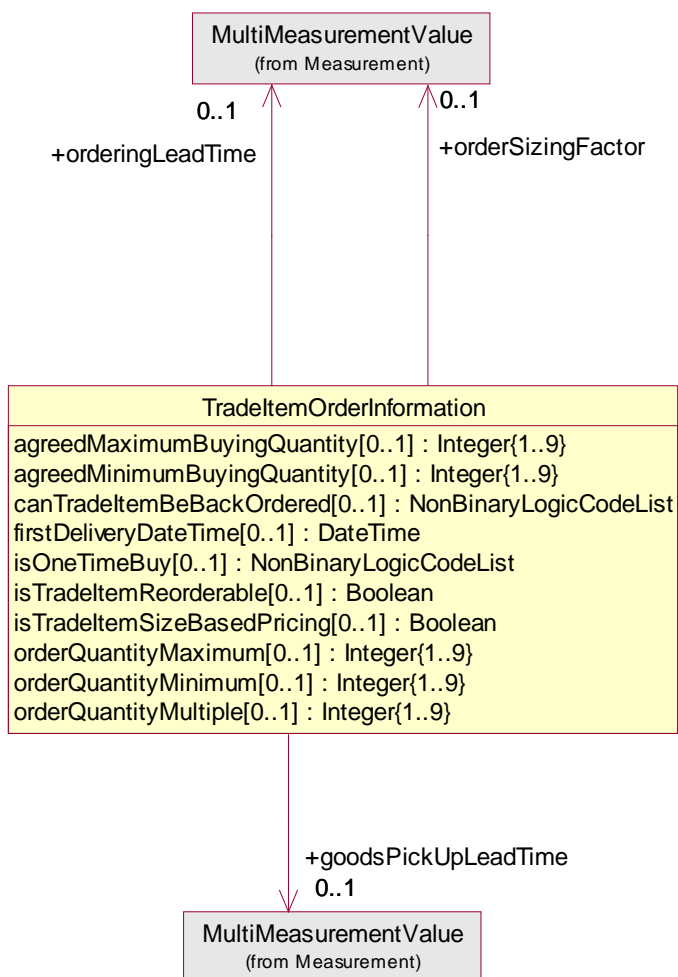 MultiMeasurementValue
(from Measurement)
0..1
0..1
+orderingLeadTime
+orderSizingFactor
TradeItemOrderInformation
agreedMaximumBuyingQuantity[0..1] : Integer{1..9}
agreedMinimumBuyingQuantity[0..1] : Integer{1..9}
canTradeItemBeBackOrdered[0..1] : NonBinaryLogicCodeList
firstDeliveryDateTime[0..1] : DateTime
isOneTimeBuy[0..1] : NonBinaryLogicCodeList
isTradeItemReorderable[0..1] : Boolean
isTradeItemSizeBasedPricing[0..1] : Boolean
orderQuantityMaximum[0..1] : Integer{1..9}
orderQuantityMinimum[0..1] : Integer{1..9}
orderQuantityMultiple[0..1] : Integer{1..9}
+goodsPickUpLeadTime
0..1
MultiMeasurementValue
(from Measurement)